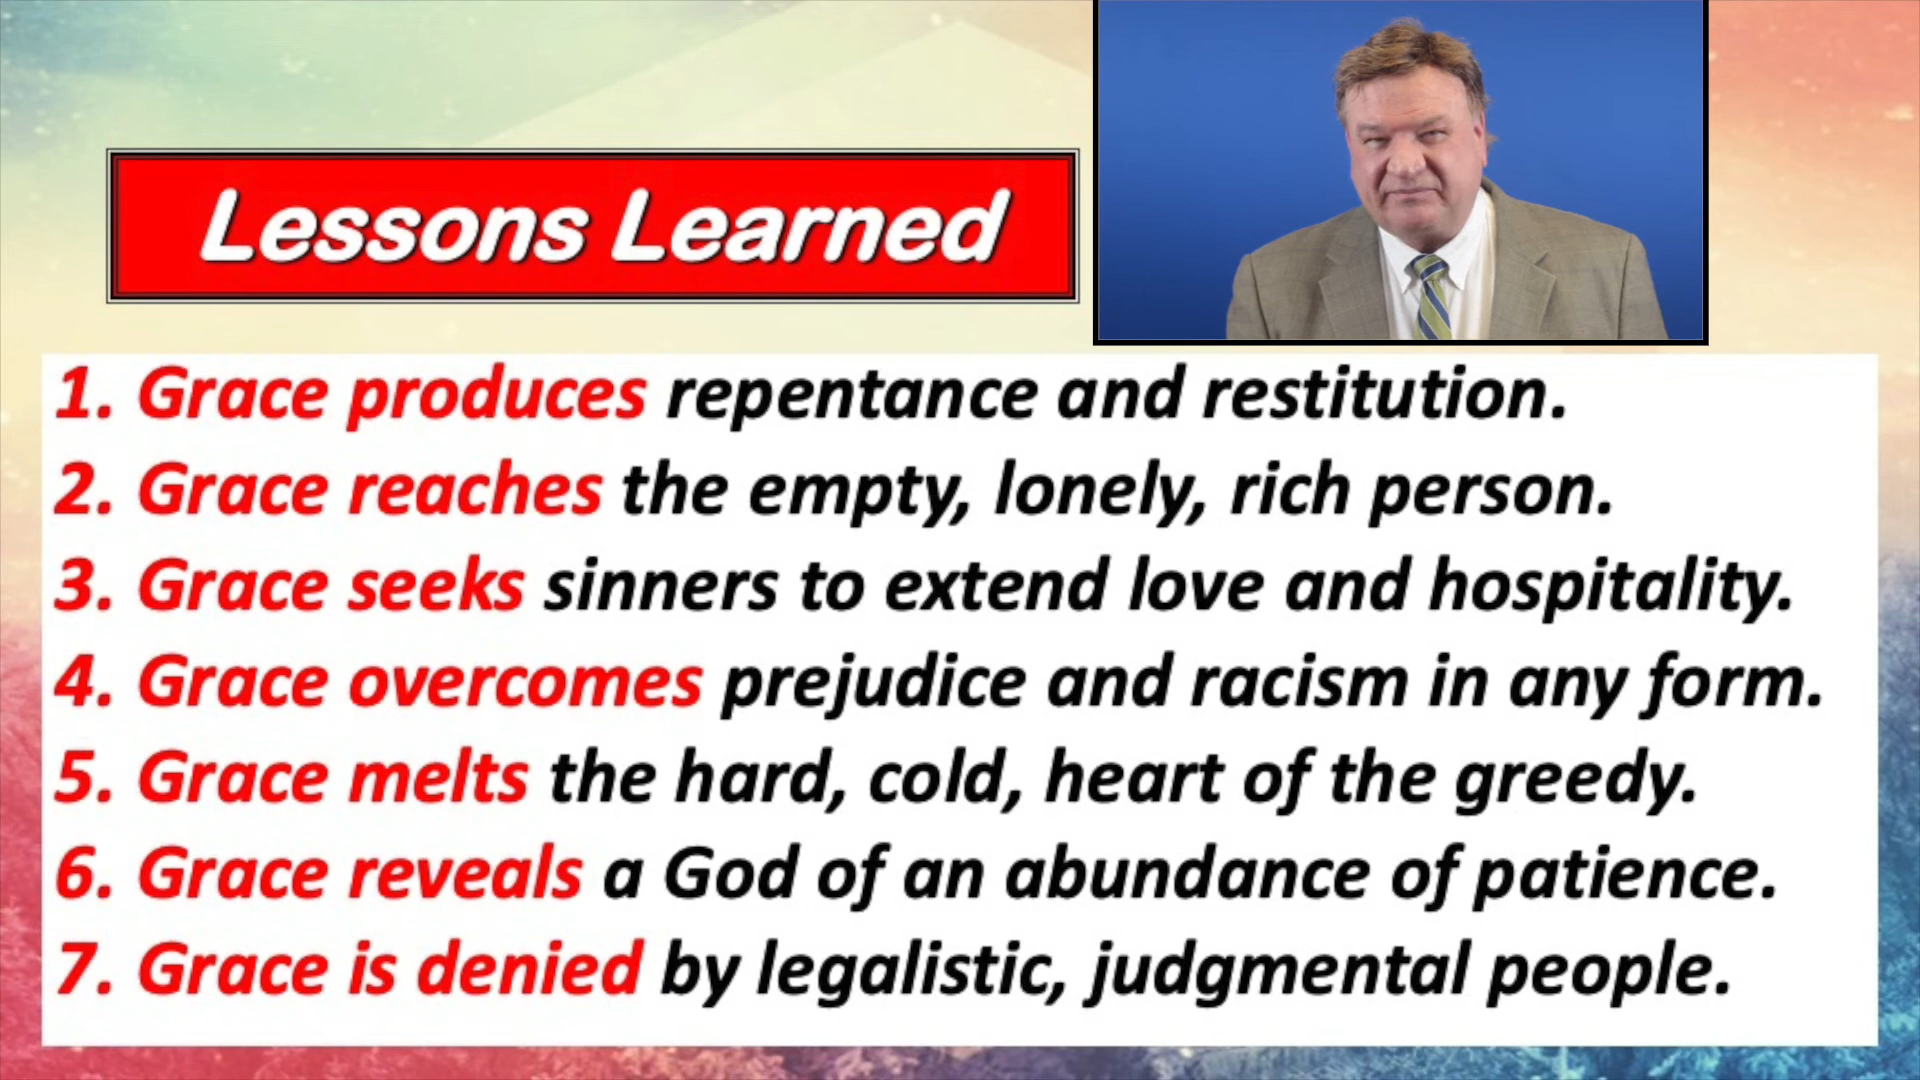 Lessons Learned
1. Grace produces repentance and restitution.
2. Grace reaches the empty, lonely, rich person.
3. Grace seeks sinners to extend love and hospitality.
4. Grace overcomes prejudice and racism in any form.
5. Grace melts the hard, cold, heart of the greedy.
6. Grace reveals a God of an abundance of patience.
7. Grace is denied by legalistic, judgmental people.